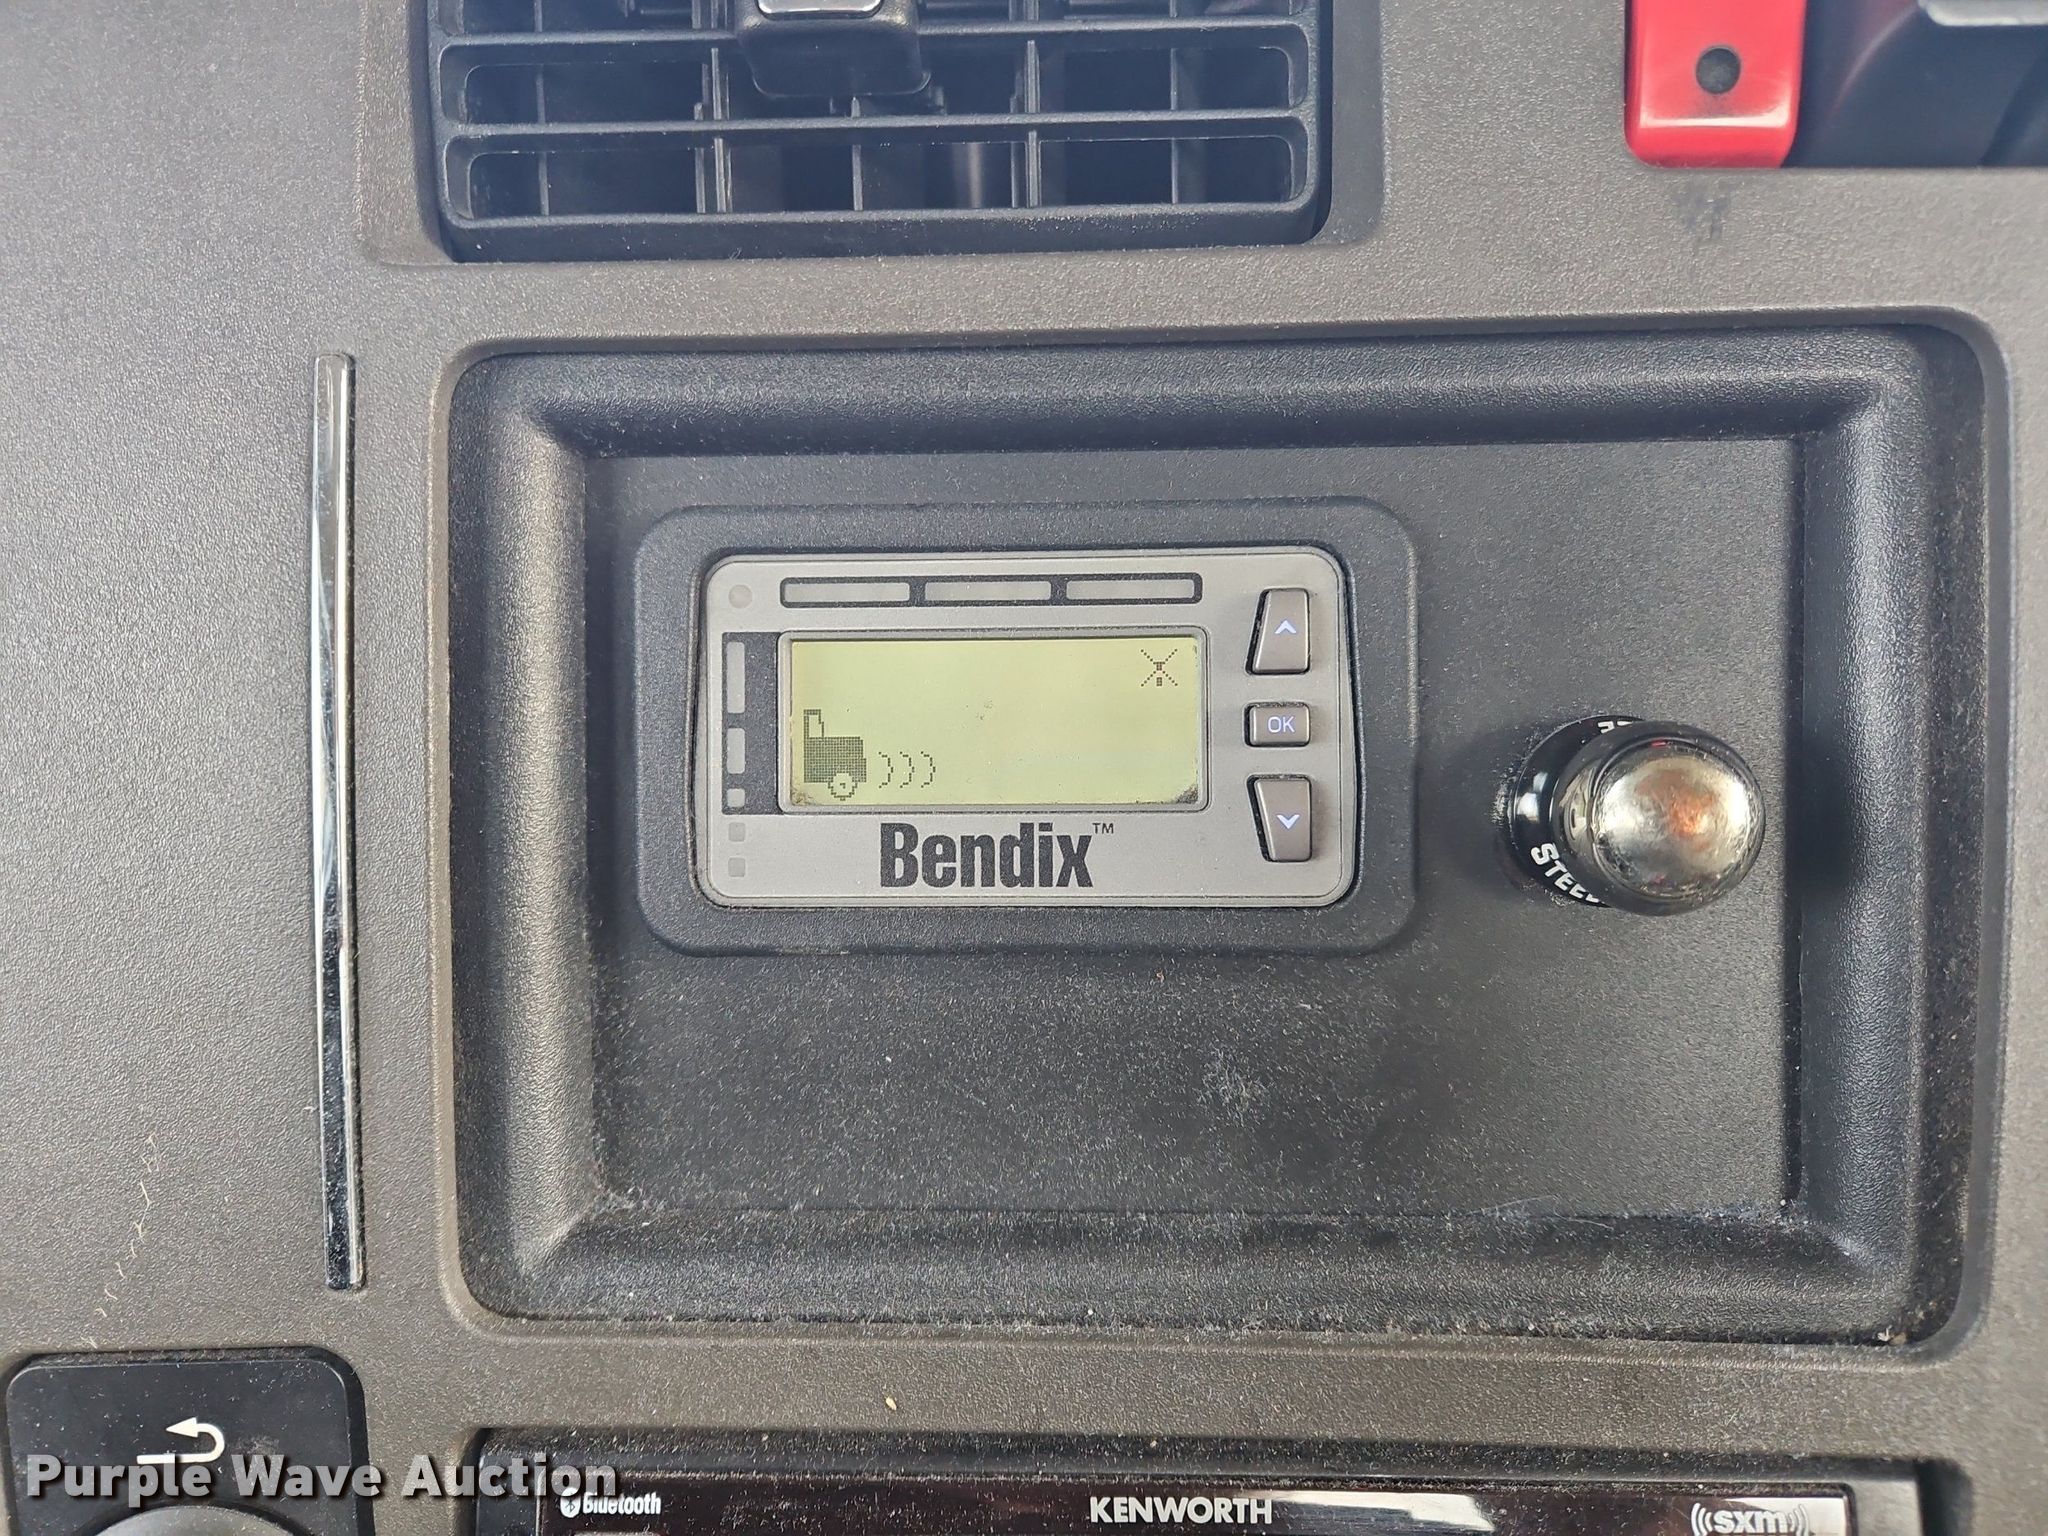 OK
Bendix™
STEE
Bluetooth
KENWORTH
((sxm))
Purple Wave Auction